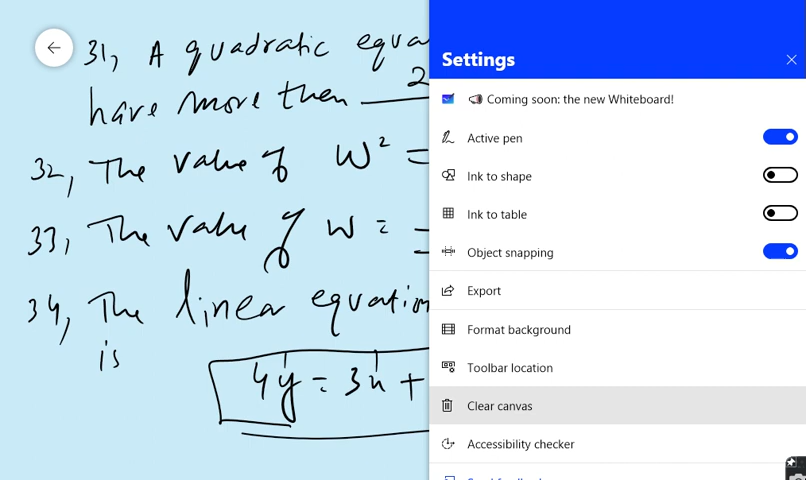 31, A quadratic equa
have more then 2
32, The value of W² =
33, The value of w =
34, The linear equation
is
4y = 3x +
Settings
📢 Coming soon: the new Whiteboard!
Active pen
Ink to shape
Ink to table
Object snapping
Export
Format background
Toolbar location
Clear canvas
Accessibility checker